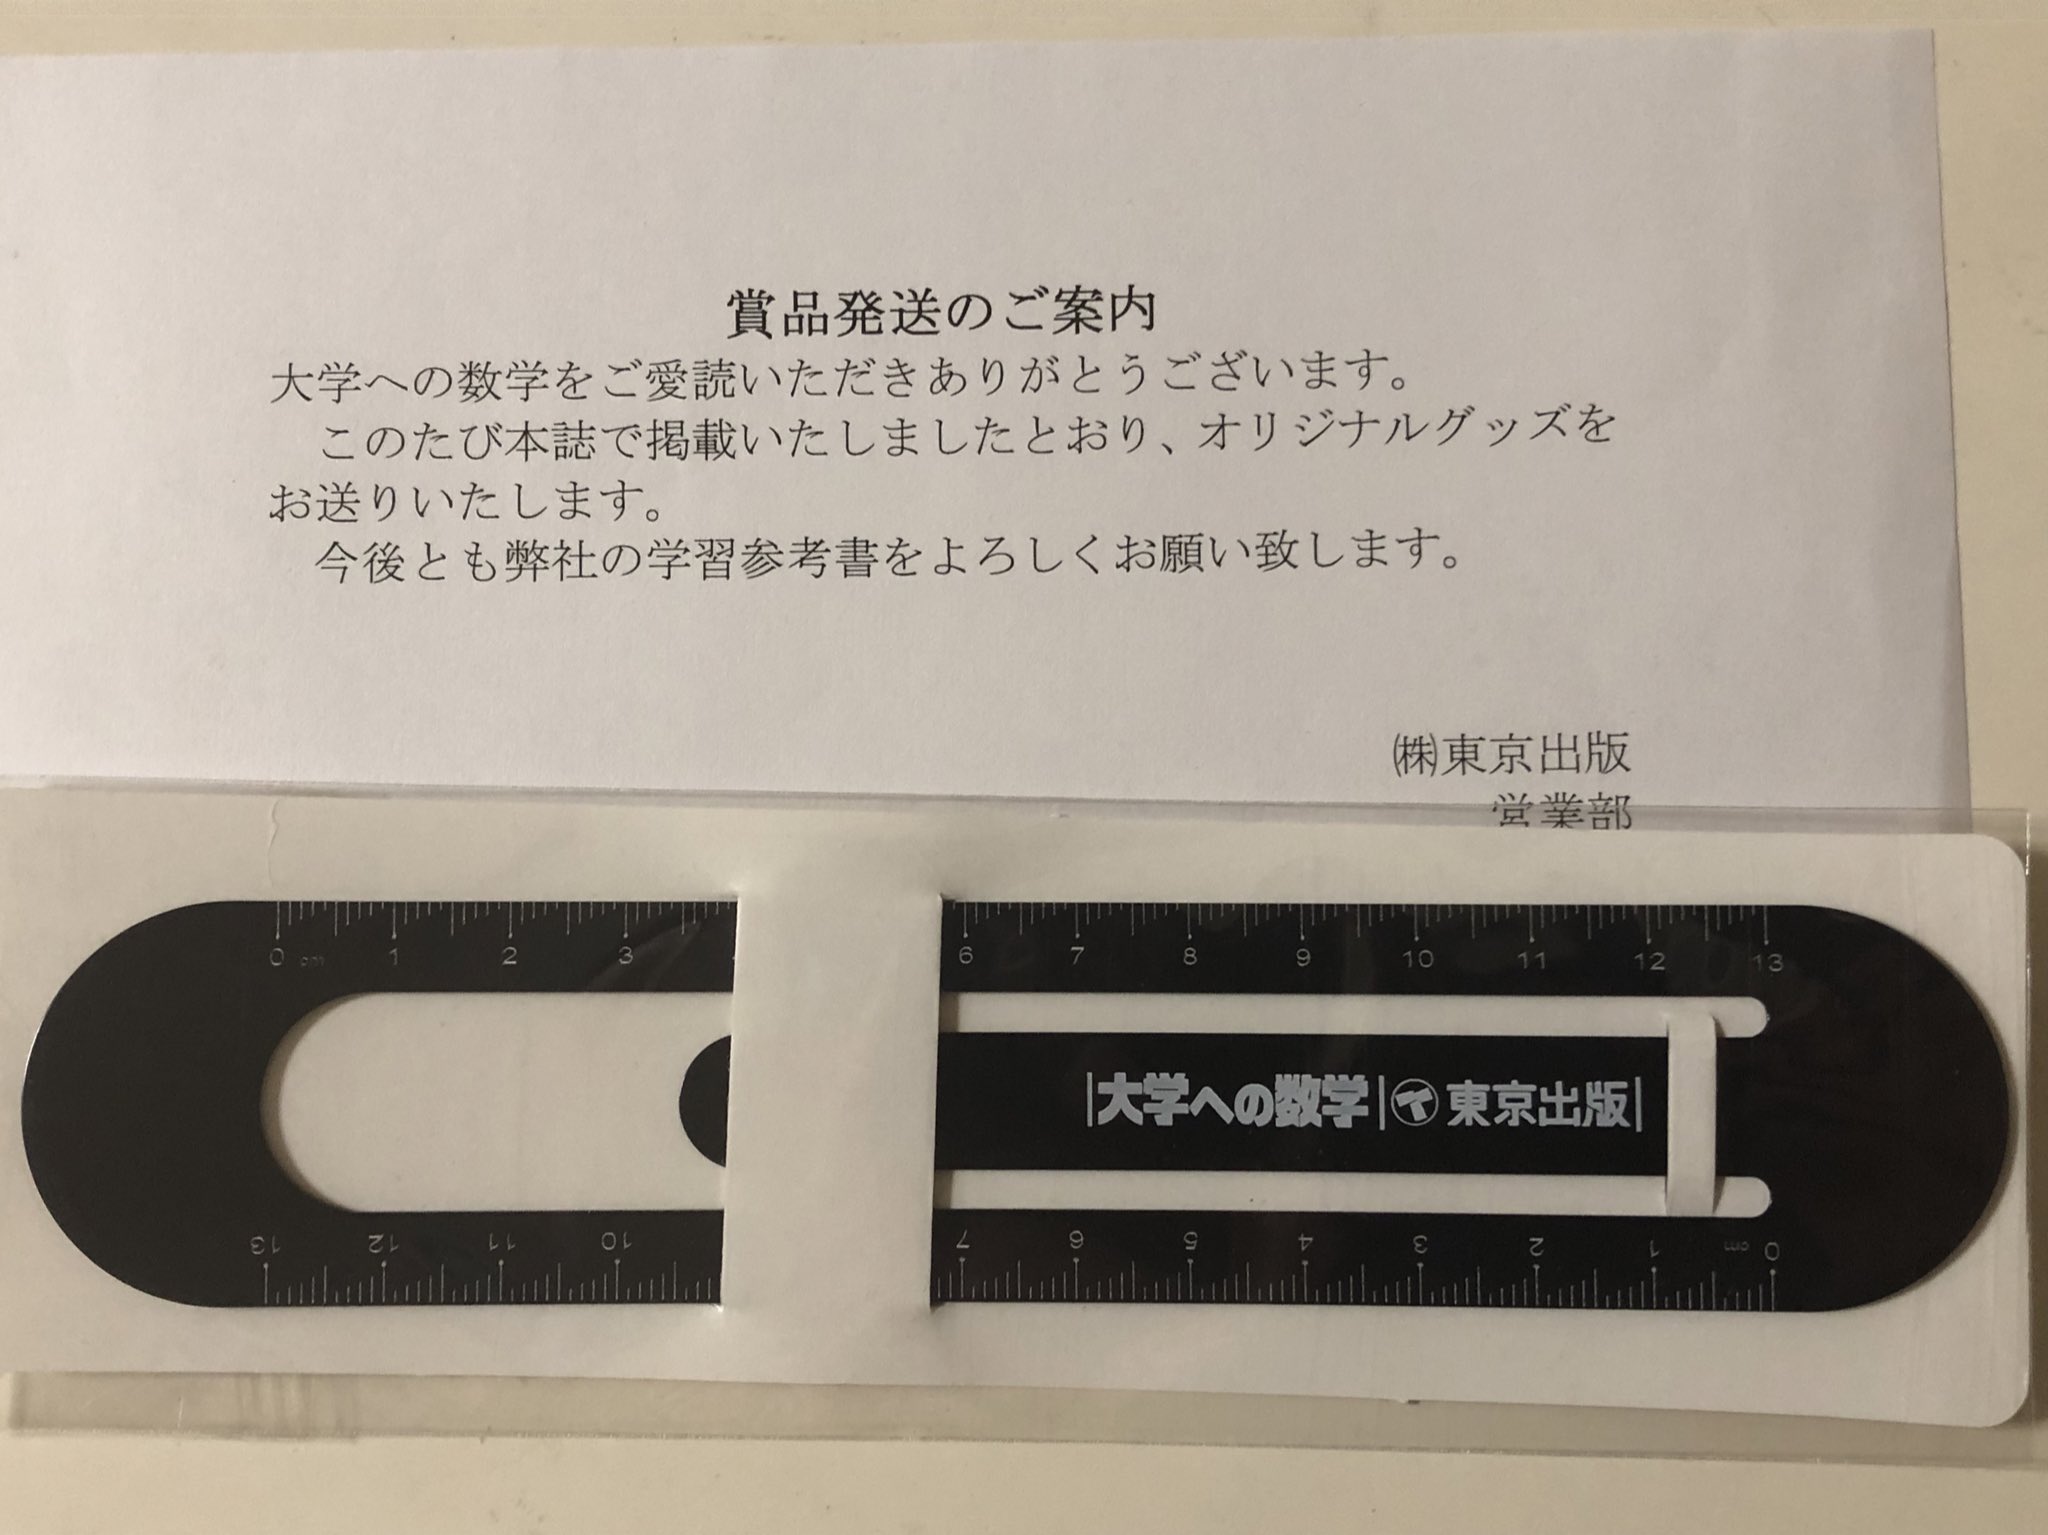 賞品発送のご案内
大学への数学をご愛読いただきありがとうございます。
このたび本誌で掲載いたしましたとおり、オリジナルグッズを
お送りいたします。
今後とも弊社の学習参考書をよろしくお願い致します。
㈱東京出版
営業部
0 cm 1 2 3 6 7 8 9 10 11 12 13
|大学への数学| 東京出版|
13 12 11 10 7 6 5 4 3 2 1 cm 0